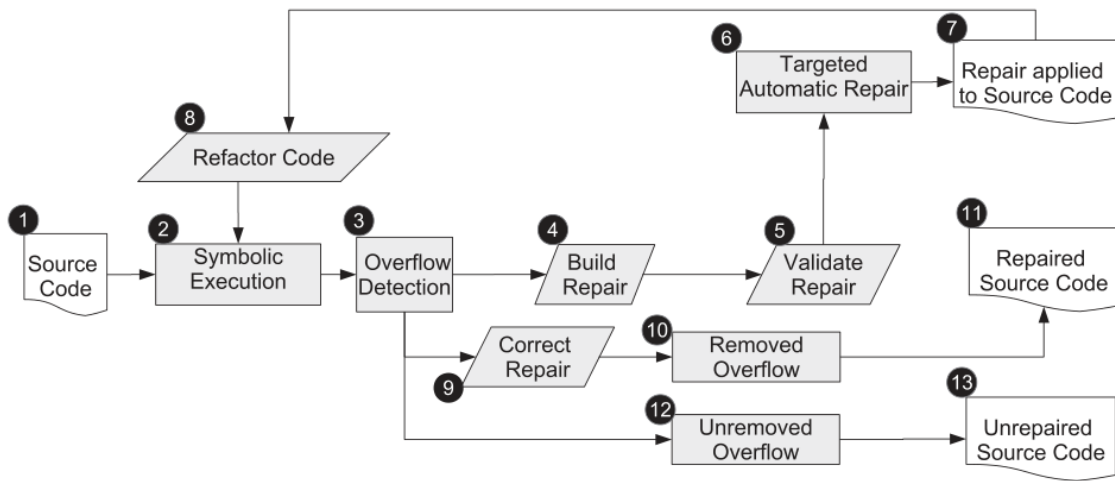 6
Targeted
Automatic Repair
7
Repair applied
to Source Code
8
Refactor Code
1
Source
Code
2
Symbolic
Execution
3
Overflow
Detection
4
Build
Repair
5
Validate
Repair
11
Repaired
Source Code
9
Correct
Repair
10
Removed
Overflow
12
Unremoved
Overflow
13
Unrepaired
Source Code